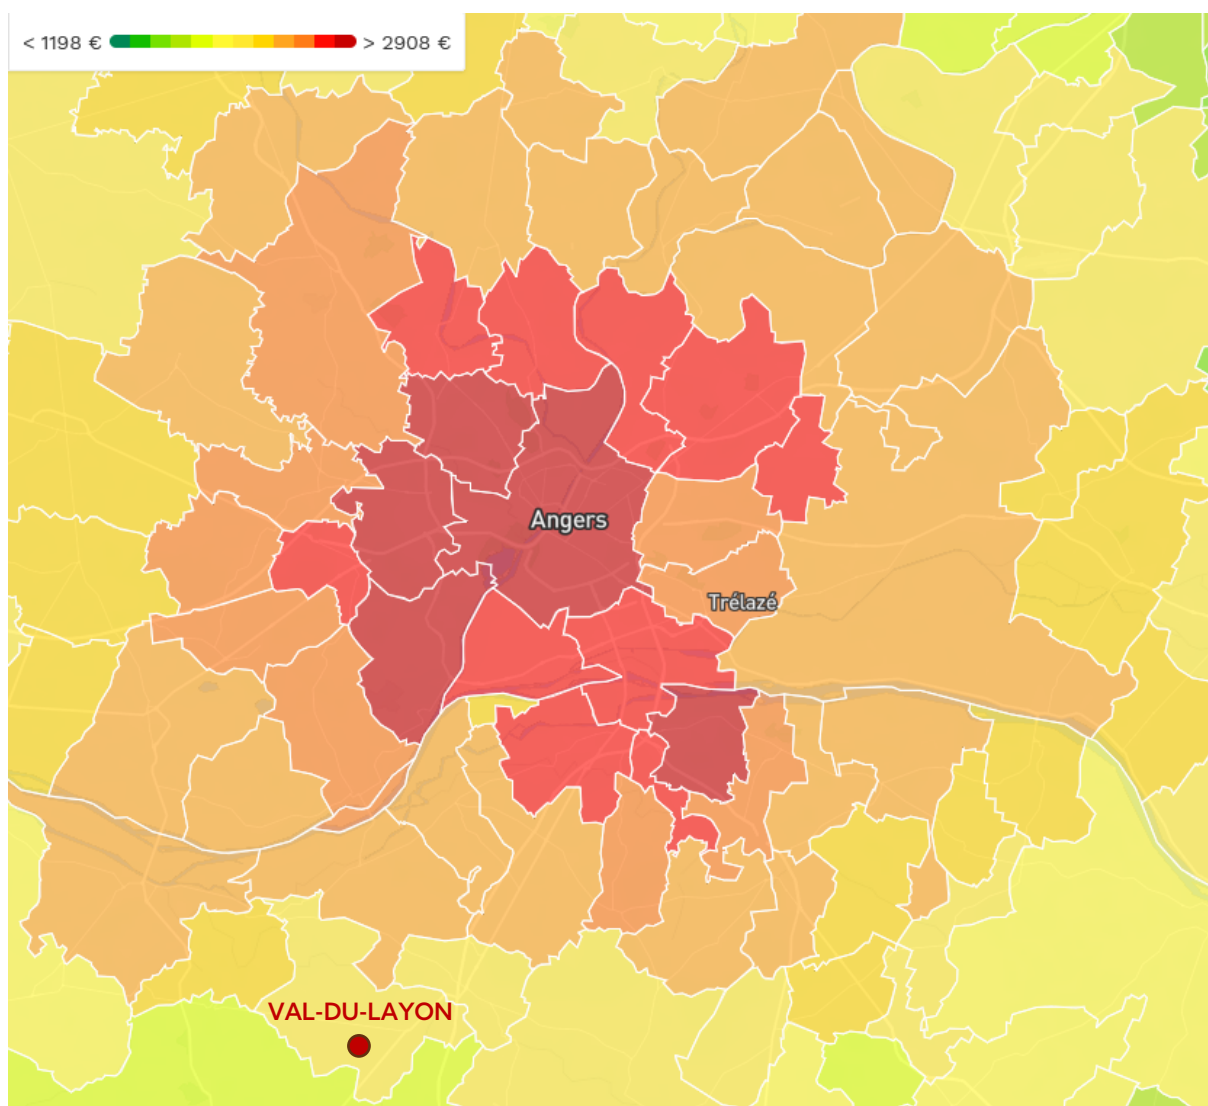 < 1198 € > 2908 €
Angers
Trélazé
VAL-DU-LAYON